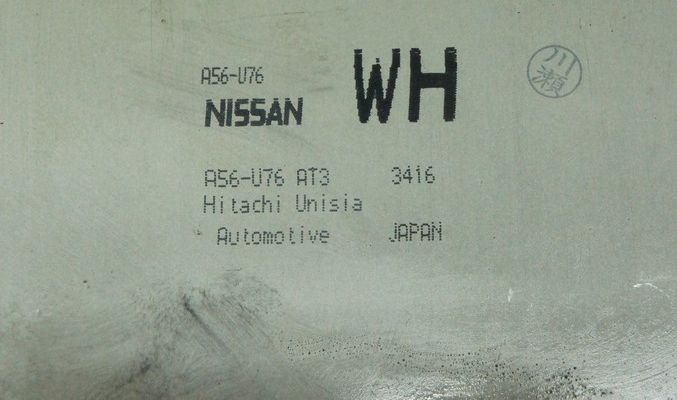 A56-U76
NISSAN
WH
川瀬
A56-U76 AT3 3416
Hitachi Unisia
Automotive JAPAN